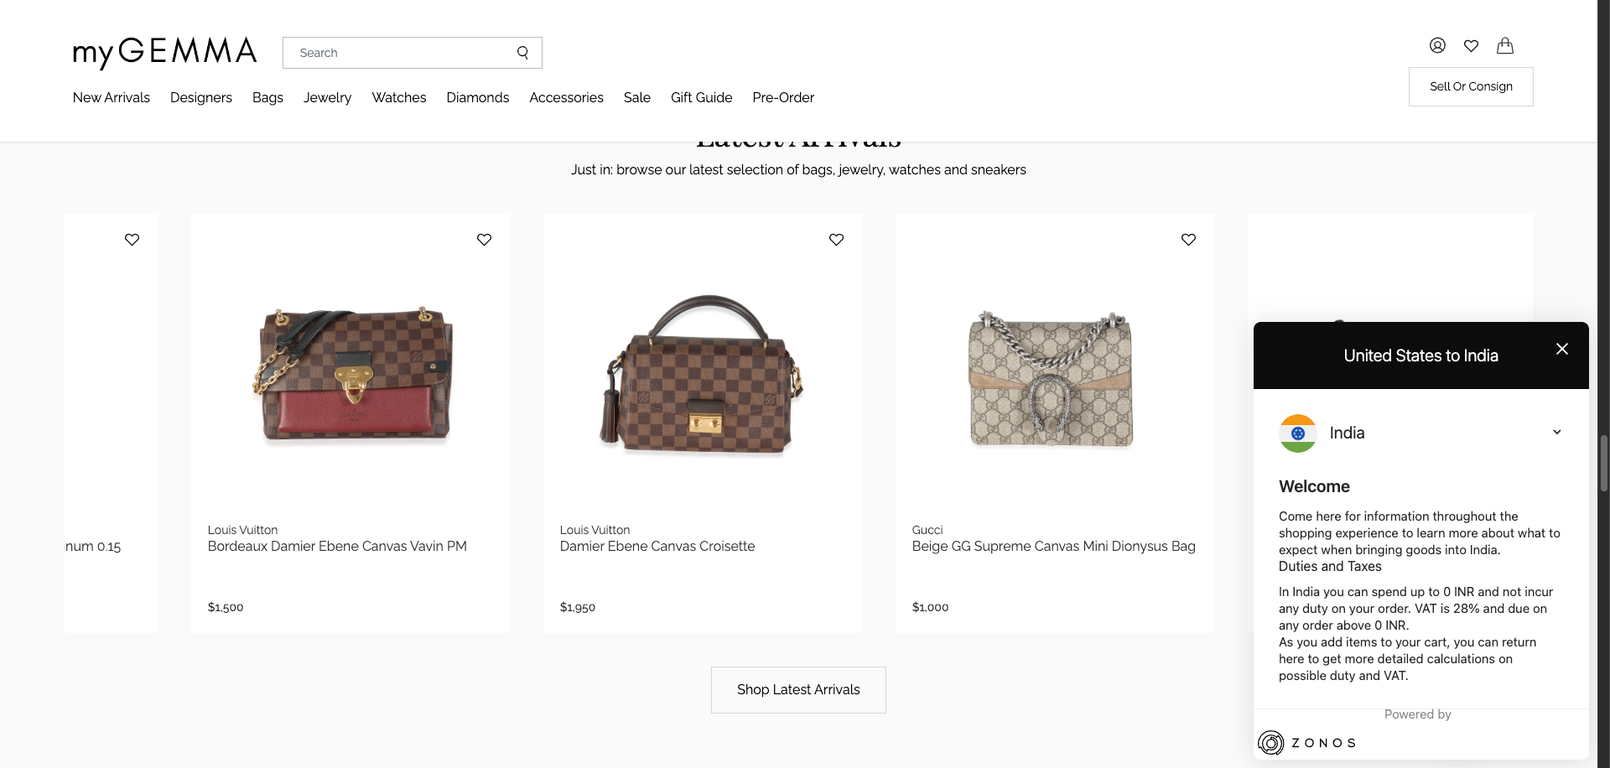 myGEMMA
Search
Sell Or Consign
New Arrivals Designers Bags Jewelry Watches Diamonds Accessories Sale Gift Guide Pre-Order
Latest Arrivals
Just in: browse our latest selection of bags, jewelry, watches and sneakers
num 0.15
Louis Vuitton
Bordeaux Damier Ebene Canvas Vavin PM
$1,500
Louis Vuitton
Damier Ebene Canvas Croisette
$1,950
Gucci
Beige GG Supreme Canvas Mini Dionysus Bag
$1,000
Shop Latest Arrivals
United States to India
India
Welcome
Come here for information throughout the
shopping experience to learn more about what to
expect when bringing goods into India.
Duties and Taxes
In India you can spend up to 0 INR and not incur
any duty on your order. VAT is 28% and due on
any order above 0 INR.
As you add items to your cart, you can return
here to get more detailed calculations on
possible duty and VAT.
Powered by
ZONOS